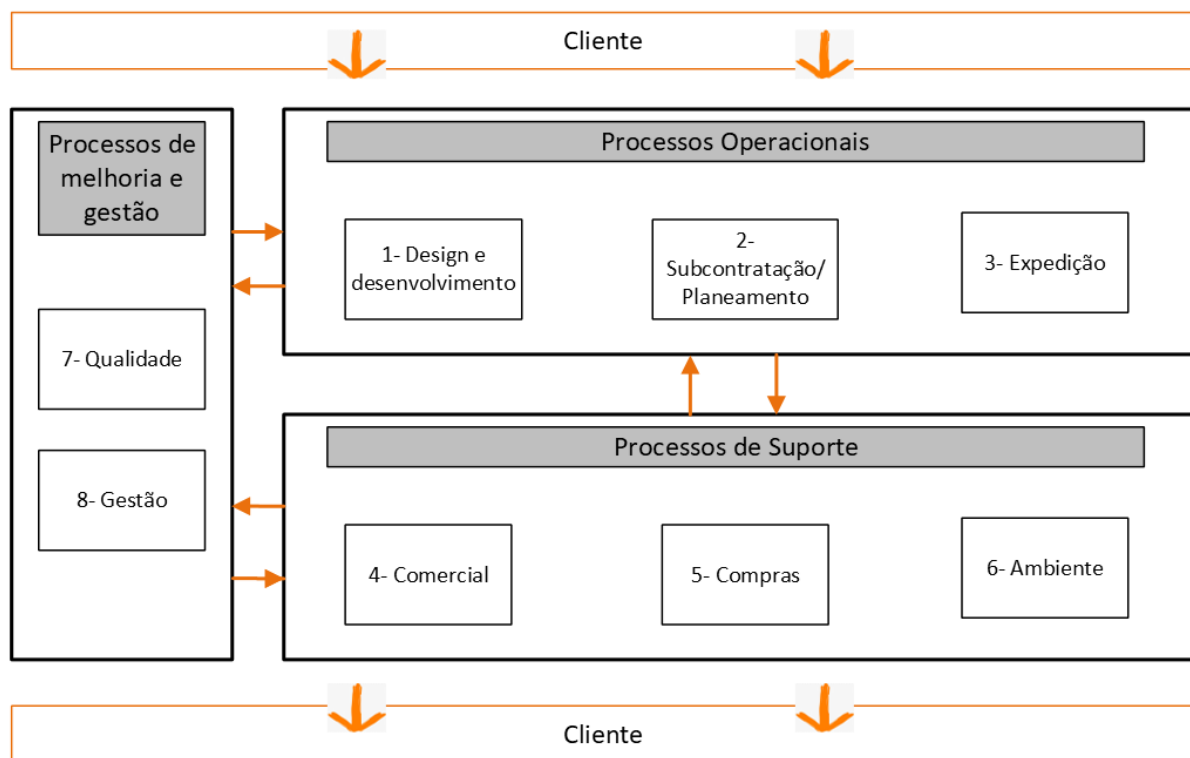 Cliente
Processos de
melhoria e
gestão
Processos Operacionais
1- Design e
desenvolvimento
2-
Subcontratação/
Planeamento
3- Expedição
7- Qualidade
8- Gestão
Processos de Suporte
4- Comercial
5- Compras
6- Ambiente
Cliente